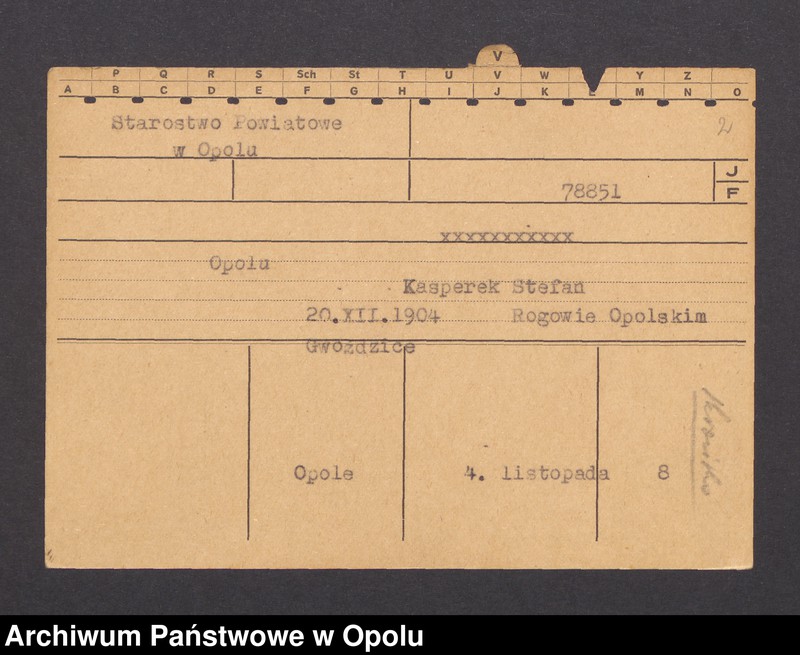 V
P Q R S Sch St T U V W Y Z
A B C D E F G H I J K L M N O
Starostwo Powiatowe
w Opolu
2
J
78851
F
xxxxxxxxxxx
Opolu
Kasperek Stefan
20.XII.1904 Rogowie Opolskim
Gwoździce
Opole 4. listopada 8
Archiwum Państwowe w Opolu